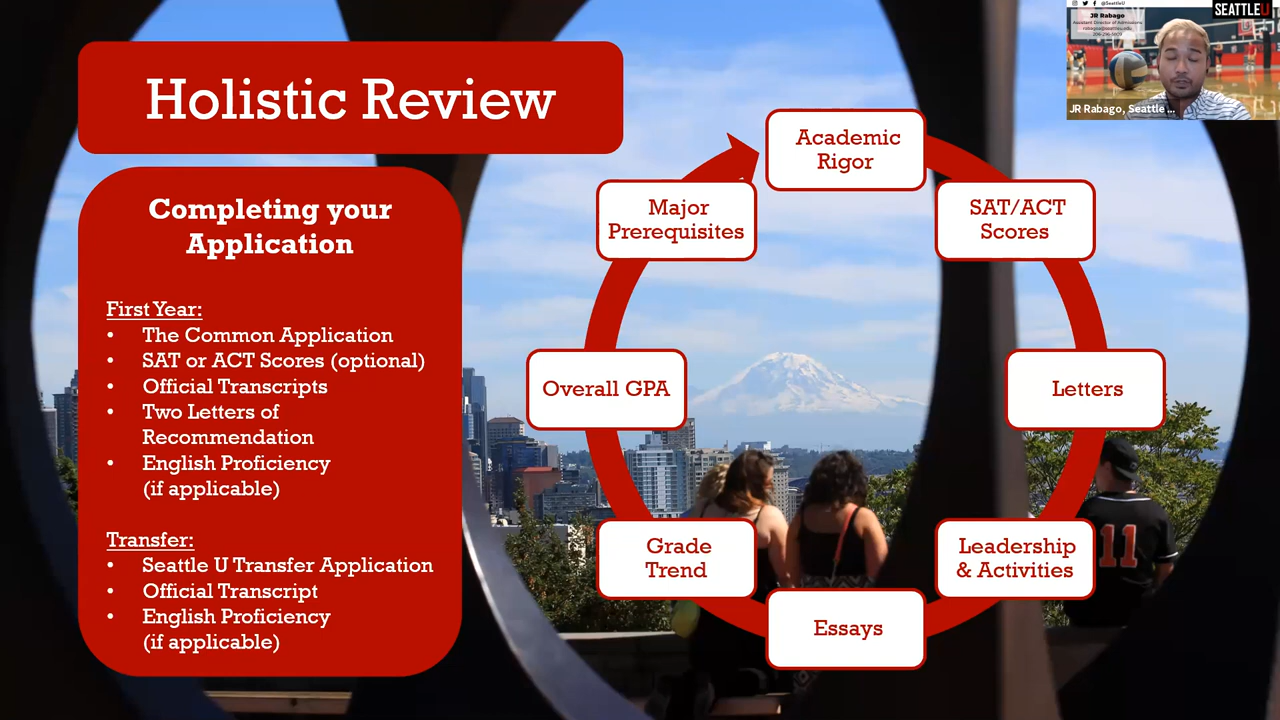 Holistic Review
Completing your
Application
First Year:
• The Common Application
• SAT or ACT Scores (optional)
• Official Transcripts
• Two Letters of
Recommendation
• English Proficiency
(if applicable)
Transfer:
• Seattle U Transfer Application
• Official Transcript
• English Proficiency
(if applicable)
Academic
Rigor
SAT/ACT
Scores
Letters
Leadership
& Activities
Essays
Grade
Trend
Overall GPA
Major
Prerequisites
11
@SeattleU
SEATTLEU
JR Rabago
Assistant Director of Admissions
JR Rabago, Seattle ...